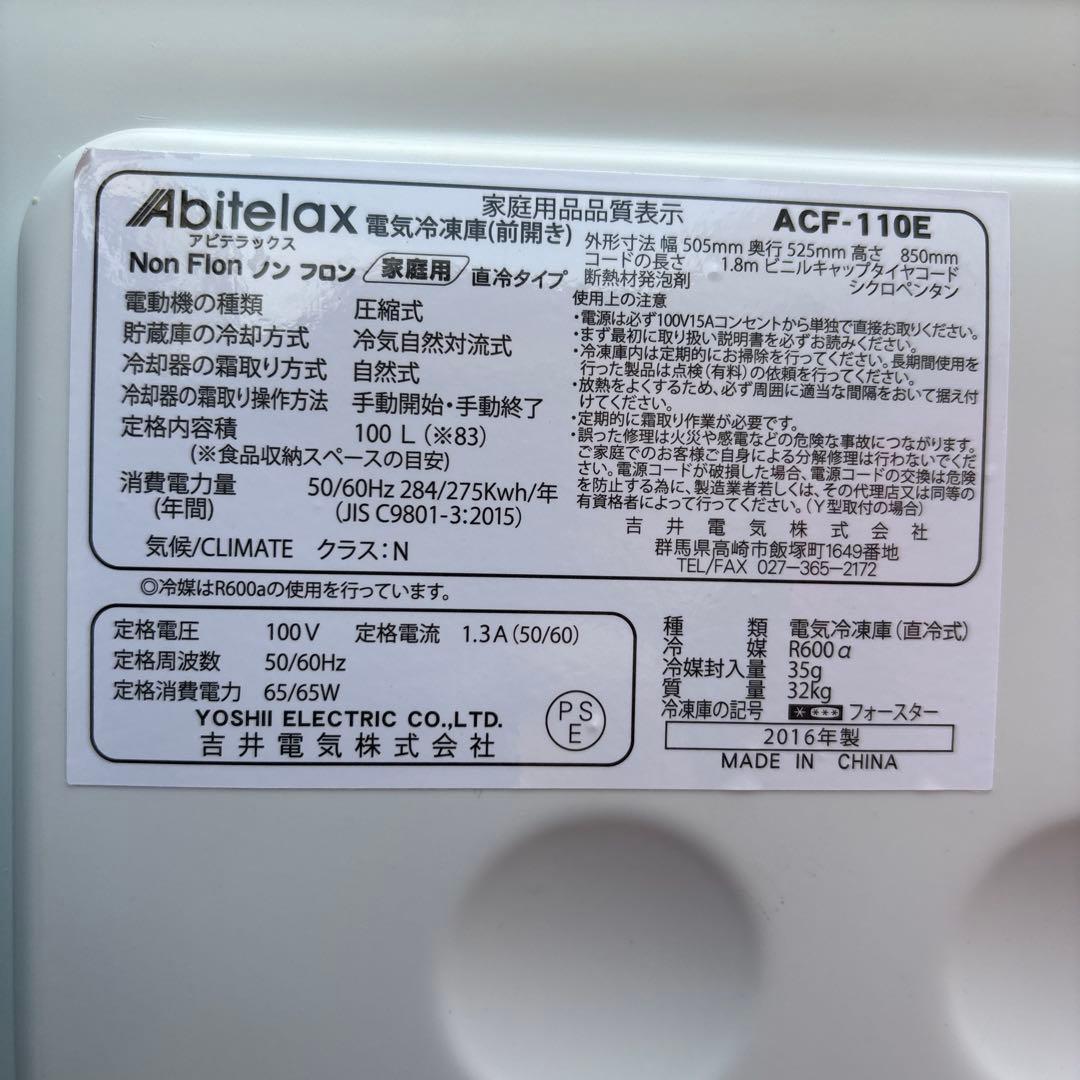 Abitelax 家庭用品品質表示 ACF-110E
アビテラックス 電気冷凍庫(前開き)
Non Flon ノン フロン 家庭用 直冷タイプ
電動機の種類 圧縮式
貯蔵庫の冷却方式 冷気自然対流式
冷却器の霜取り方式 自然式
冷却器の霜取り操作方法 手動開始・手動終了
定格内容積 100 L (※83)
(※食品収納スペースの目安)
消費電力量 50/60Hz 284/275Kwh/年
(年間) (JIS C9801-3:2015)
気候/CLIMATE クラス:N
外形寸法 幅 505mm 奥行 525mm 高さ 850mm
コードの長さ 1.8m ビニルキャップタイヤコード
断熱材発泡剤 シクロペンタン
使用上の注意
・電源は必ず100V15Aコンセントから単独で直接お取りください。
・まず最初に取り扱い説明書を必ずお読みください。
・冷凍庫内は定期的にお掃除を行ってください。長期間使用を
行った製品は点検(有料)の依頼を行ってください。
・放熱をよくするため、必ず周囲に適当な間隔をおいて据え付
けてください。
・定期的に霜取り作業が必要です。
・誤った修理は火災や感電などの危険な事故につながります。
ご家庭でのお客様ご自身による分解修理は行わないでくだ
さい。電源コードが破損した場合、電源コードの交換は危険
を防止する為に、製造業者若しくは、その代理店又は同等の
有資格者によって行ってください。(Y型取付の場合)
吉井電気株式会社
群馬県高崎市飯塚町1649番地
TEL/FAX 027-365-2172
◎冷媒はR600aの使用を行っています。
定格電圧 100V 定格電流 1.3A(50/60)
定格周波数 50/60Hz
定格消費電力 65/65W
YOSHII ELECTRIC CO.,LTD.
吉井電気株式会社
PSE
種類 電気冷凍庫(直冷式)
冷媒 R600α
冷媒封入量 35g
質量 32kg
冷凍庫の記号 * *** フォースター
2016年製
MADE IN CHINA